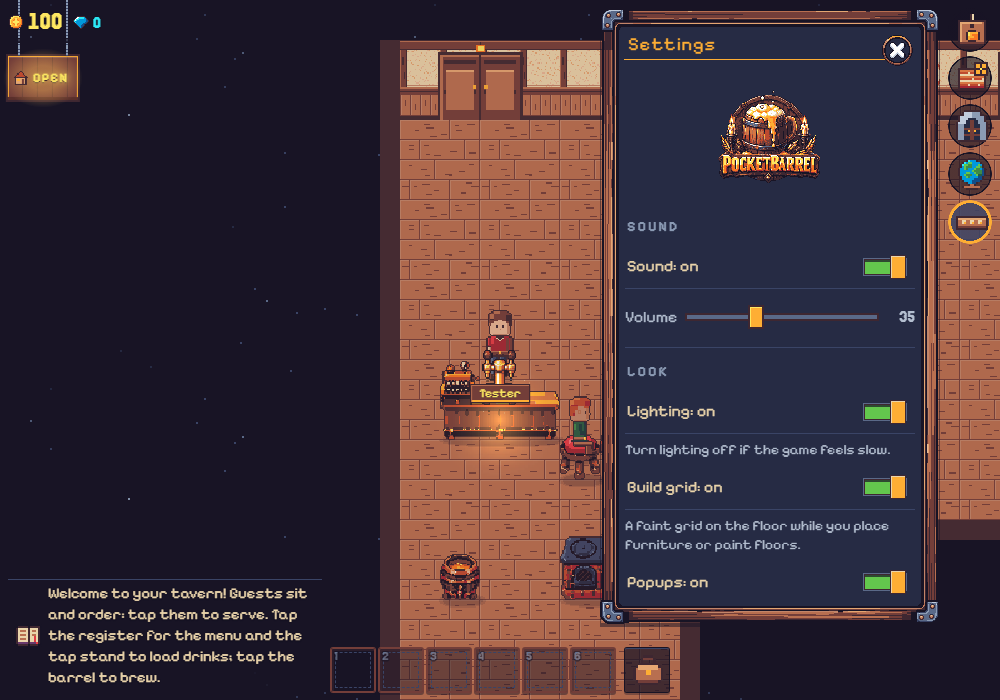 100
0
OPEN
Settings
POCKETBARREL
SOUND
Sound: on
Volume
35
LOOK
Lighting: on
Turn lighting off if the game feels slow.
Build grid: on
A faint grid on the floor while you place
furniture or paint floors.
Popups: on
Tester
Welcome to your tavern! Guests sit
and order: tap them to serve. Tap
the register for the menu and the
tap stand to load drinks; tap the
barrel to brew.
1
2
3
4
5
6